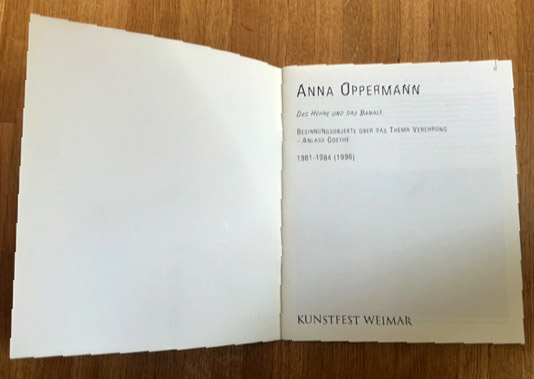 ANNA OPPERMANN
DAS HEHRE UND DAS BANALE.
BESINNUNGSOBJEKTE ÜBER DAS THEMA VEREHRUNG
- ANLASS GOETHE
1981-1984 (1996)
KUNSTFEST WEIMAR